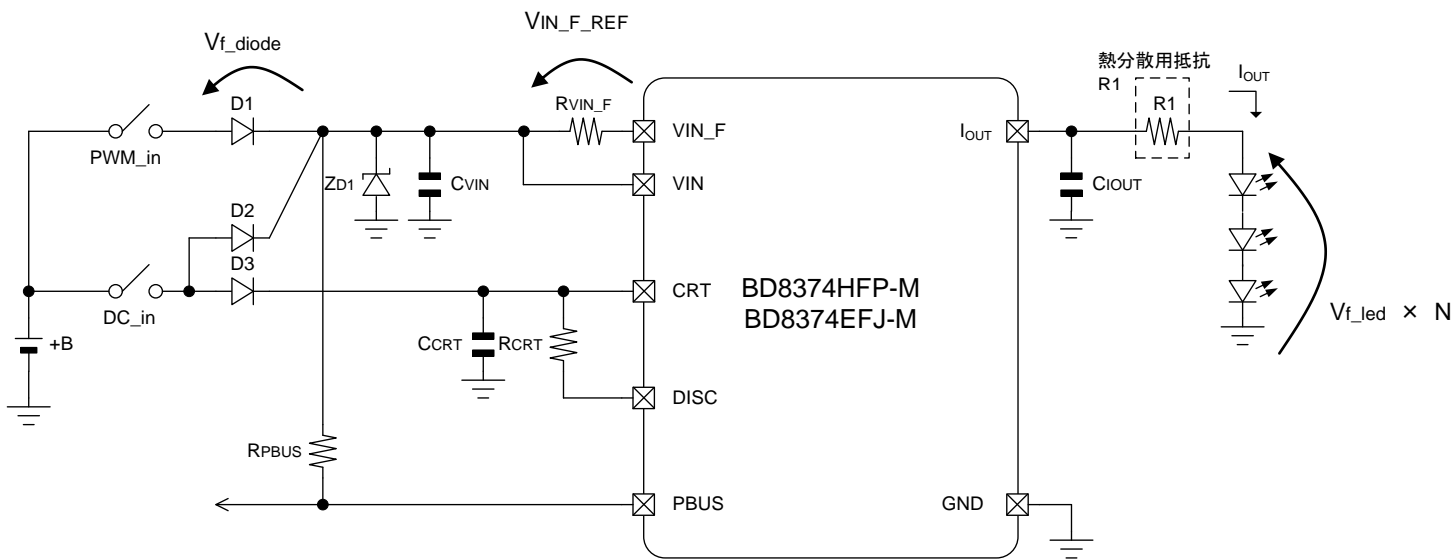 VIN_F_REF
Vf_diode
熱分散用抵抗
R1
IOUT
D1
RVIN_F
R1
VIN_F
IOUT
PWM_in
ZD1
CVIN
VIN
CIOUT
D2
D3
CRT
BD8374HFP-M
BD8374EFJ-M
DC_in
Vf_led × N
+B
CCRT
RCRT
DISC
RPBUS
PBUS
GND